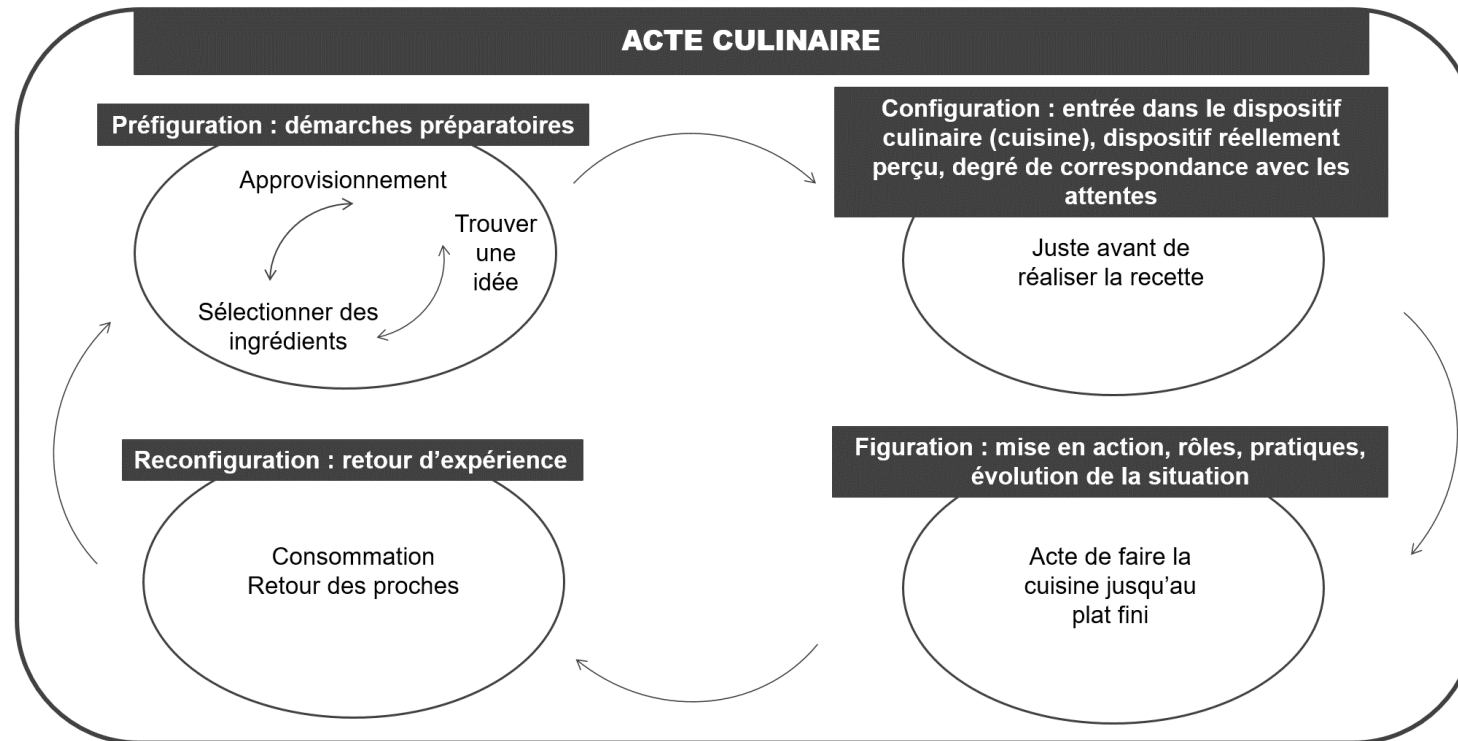 ACTE CULINAIRE
Préfiguration : démarches préparatoires
Approvisionnement
Trouver
une
idée
Sélectionner des
ingrédients
Configuration : entrée dans le dispositif
culinaire (cuisine), dispositif réellement
perçu, degré de correspondance avec les
attentes
Juste avant de
réaliser la recette
Reconfiguration : retour d’expérience
Consommation
Retour des proches
Figuration : mise en action, rôles, pratiques,
évolution de la situation
Acte de faire la
cuisine jusqu’au
plat fini